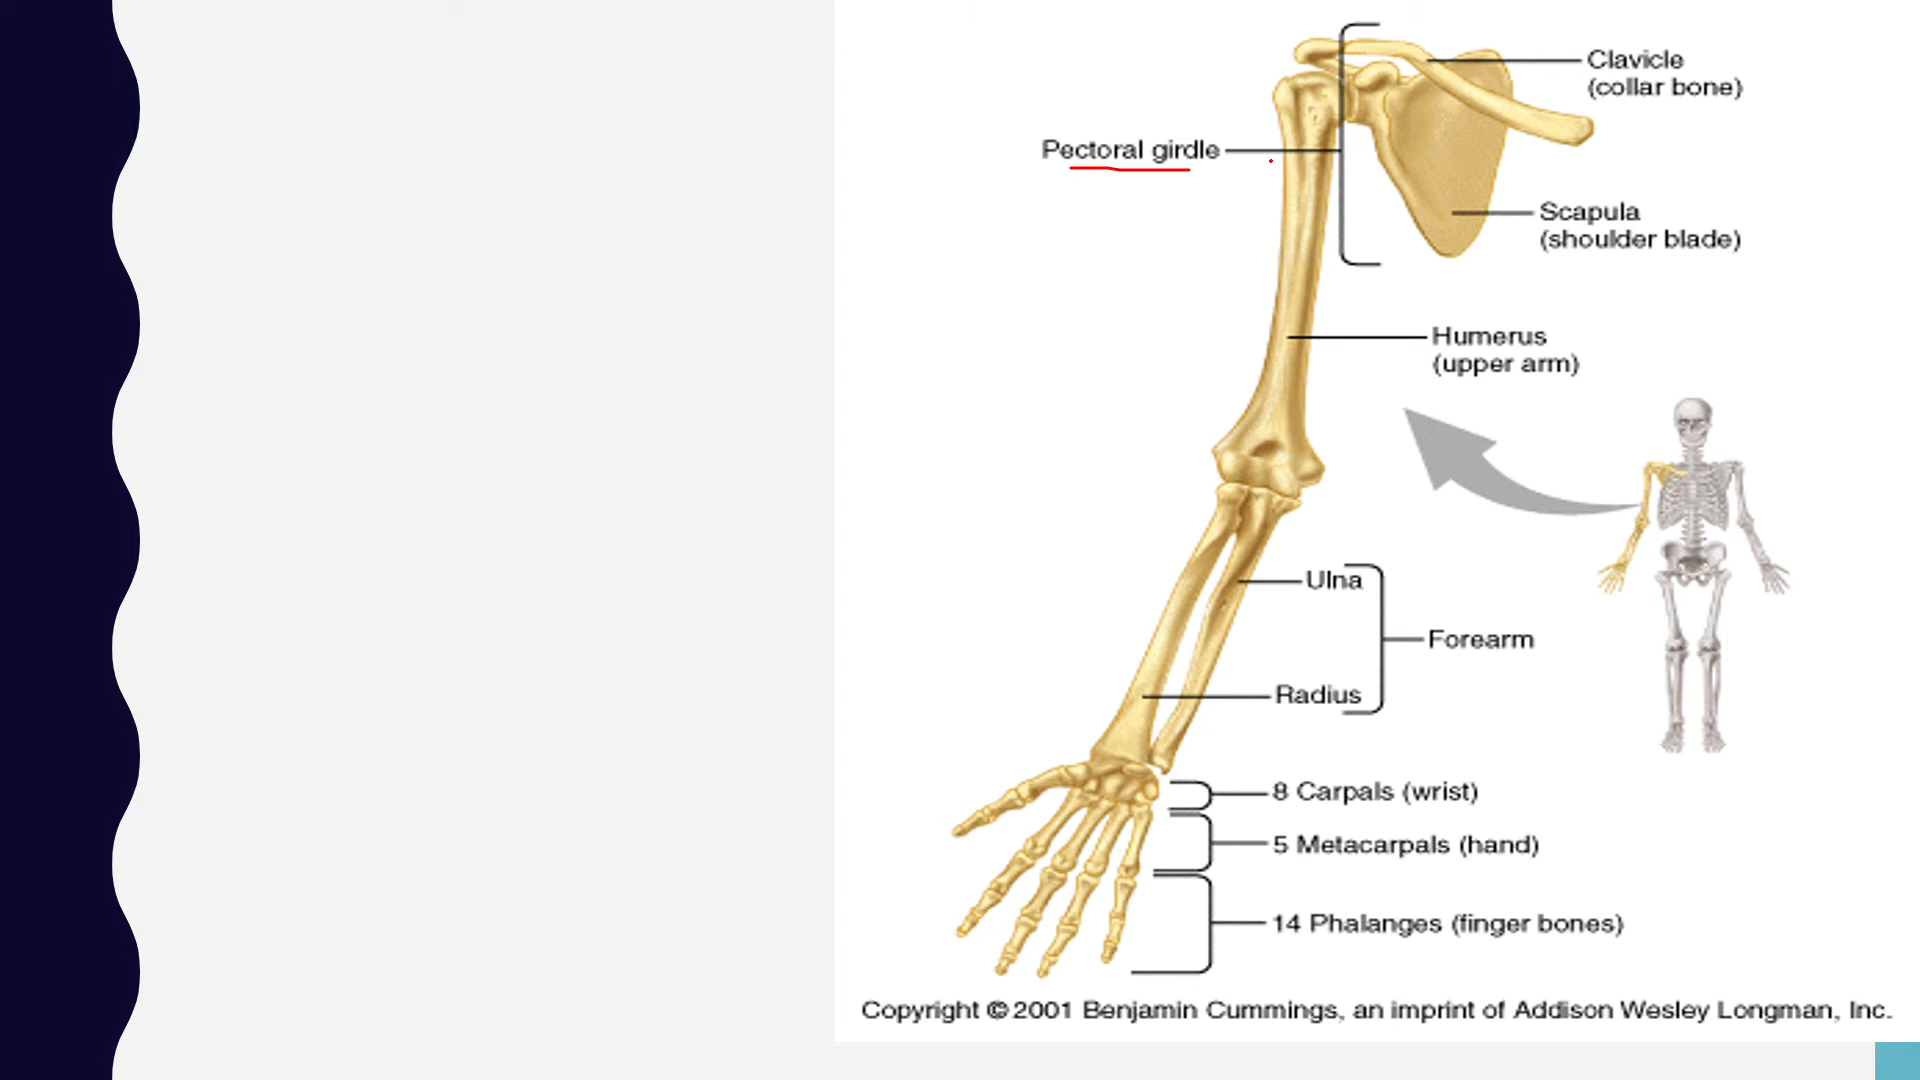 Clavicle
(collar bone)
Pectoral girdle
Scapula
(shoulder blade)
Humerus
(upper arm)
Ulna
Forearm
Radius
8 Carpals (wrist)
5 Metacarpals (hand)
14 Phalanges (finger bones)
Copyright © 2001 Benjamin Cummings, an imprint of Addison Wesley Longman, Inc.